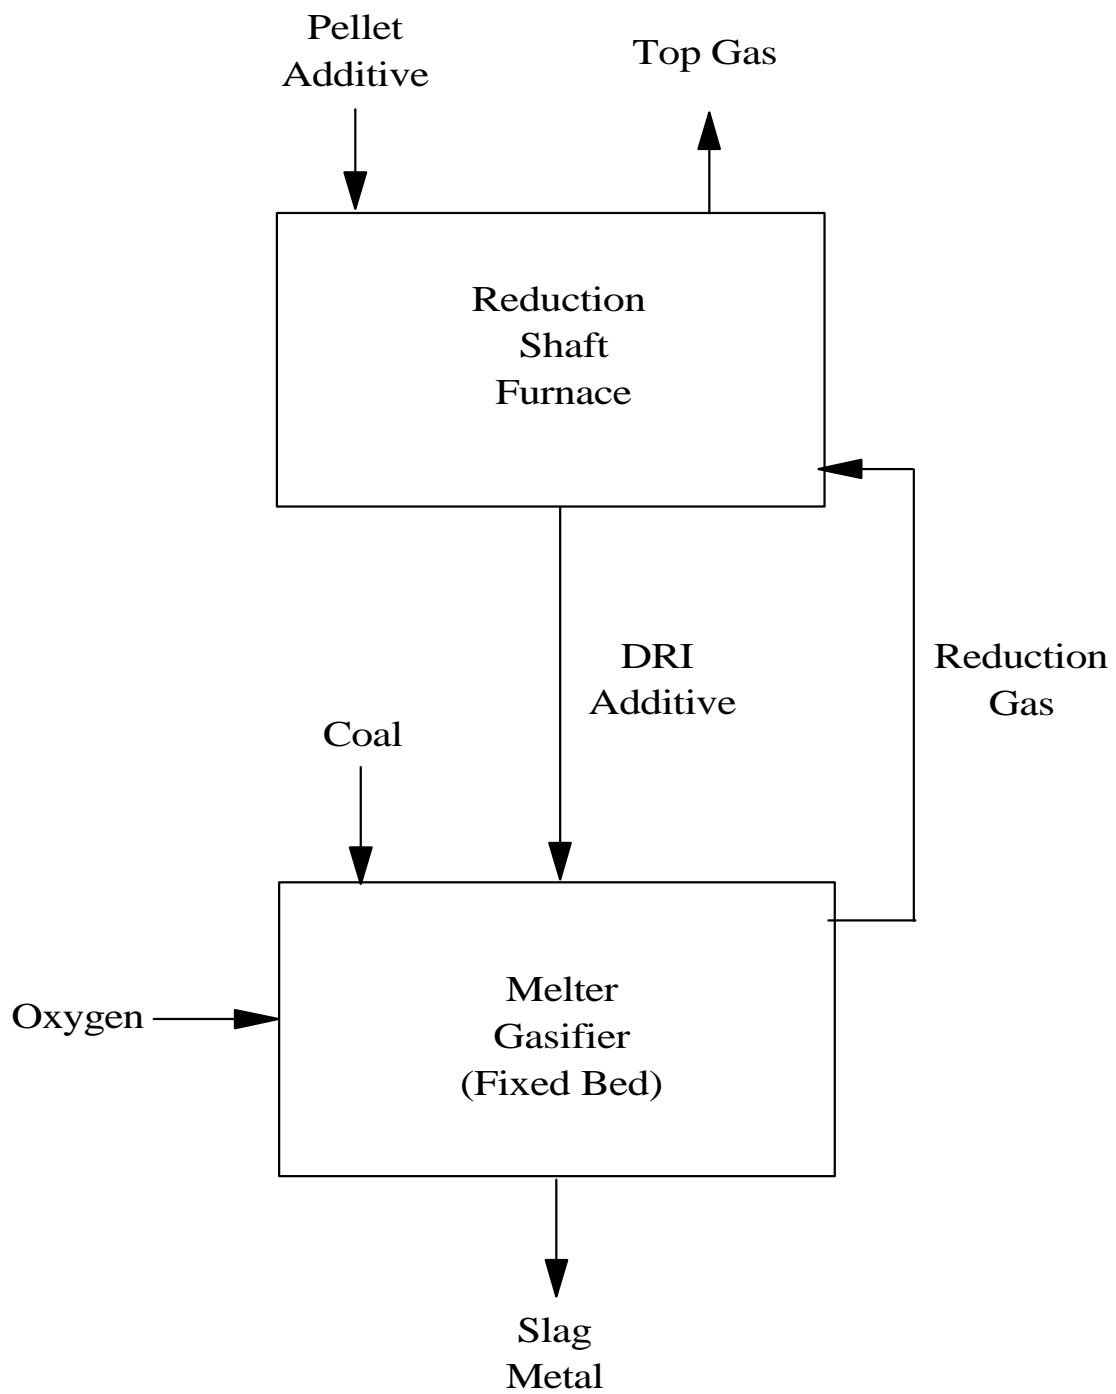 Pellet
Additive
Top Gas
Reduction
Shaft
Furnace
DRI
Additive
Reduction
Gas
Coal
Oxygen
Melter
Gasifier
(Fixed Bed)
Slag
Metal